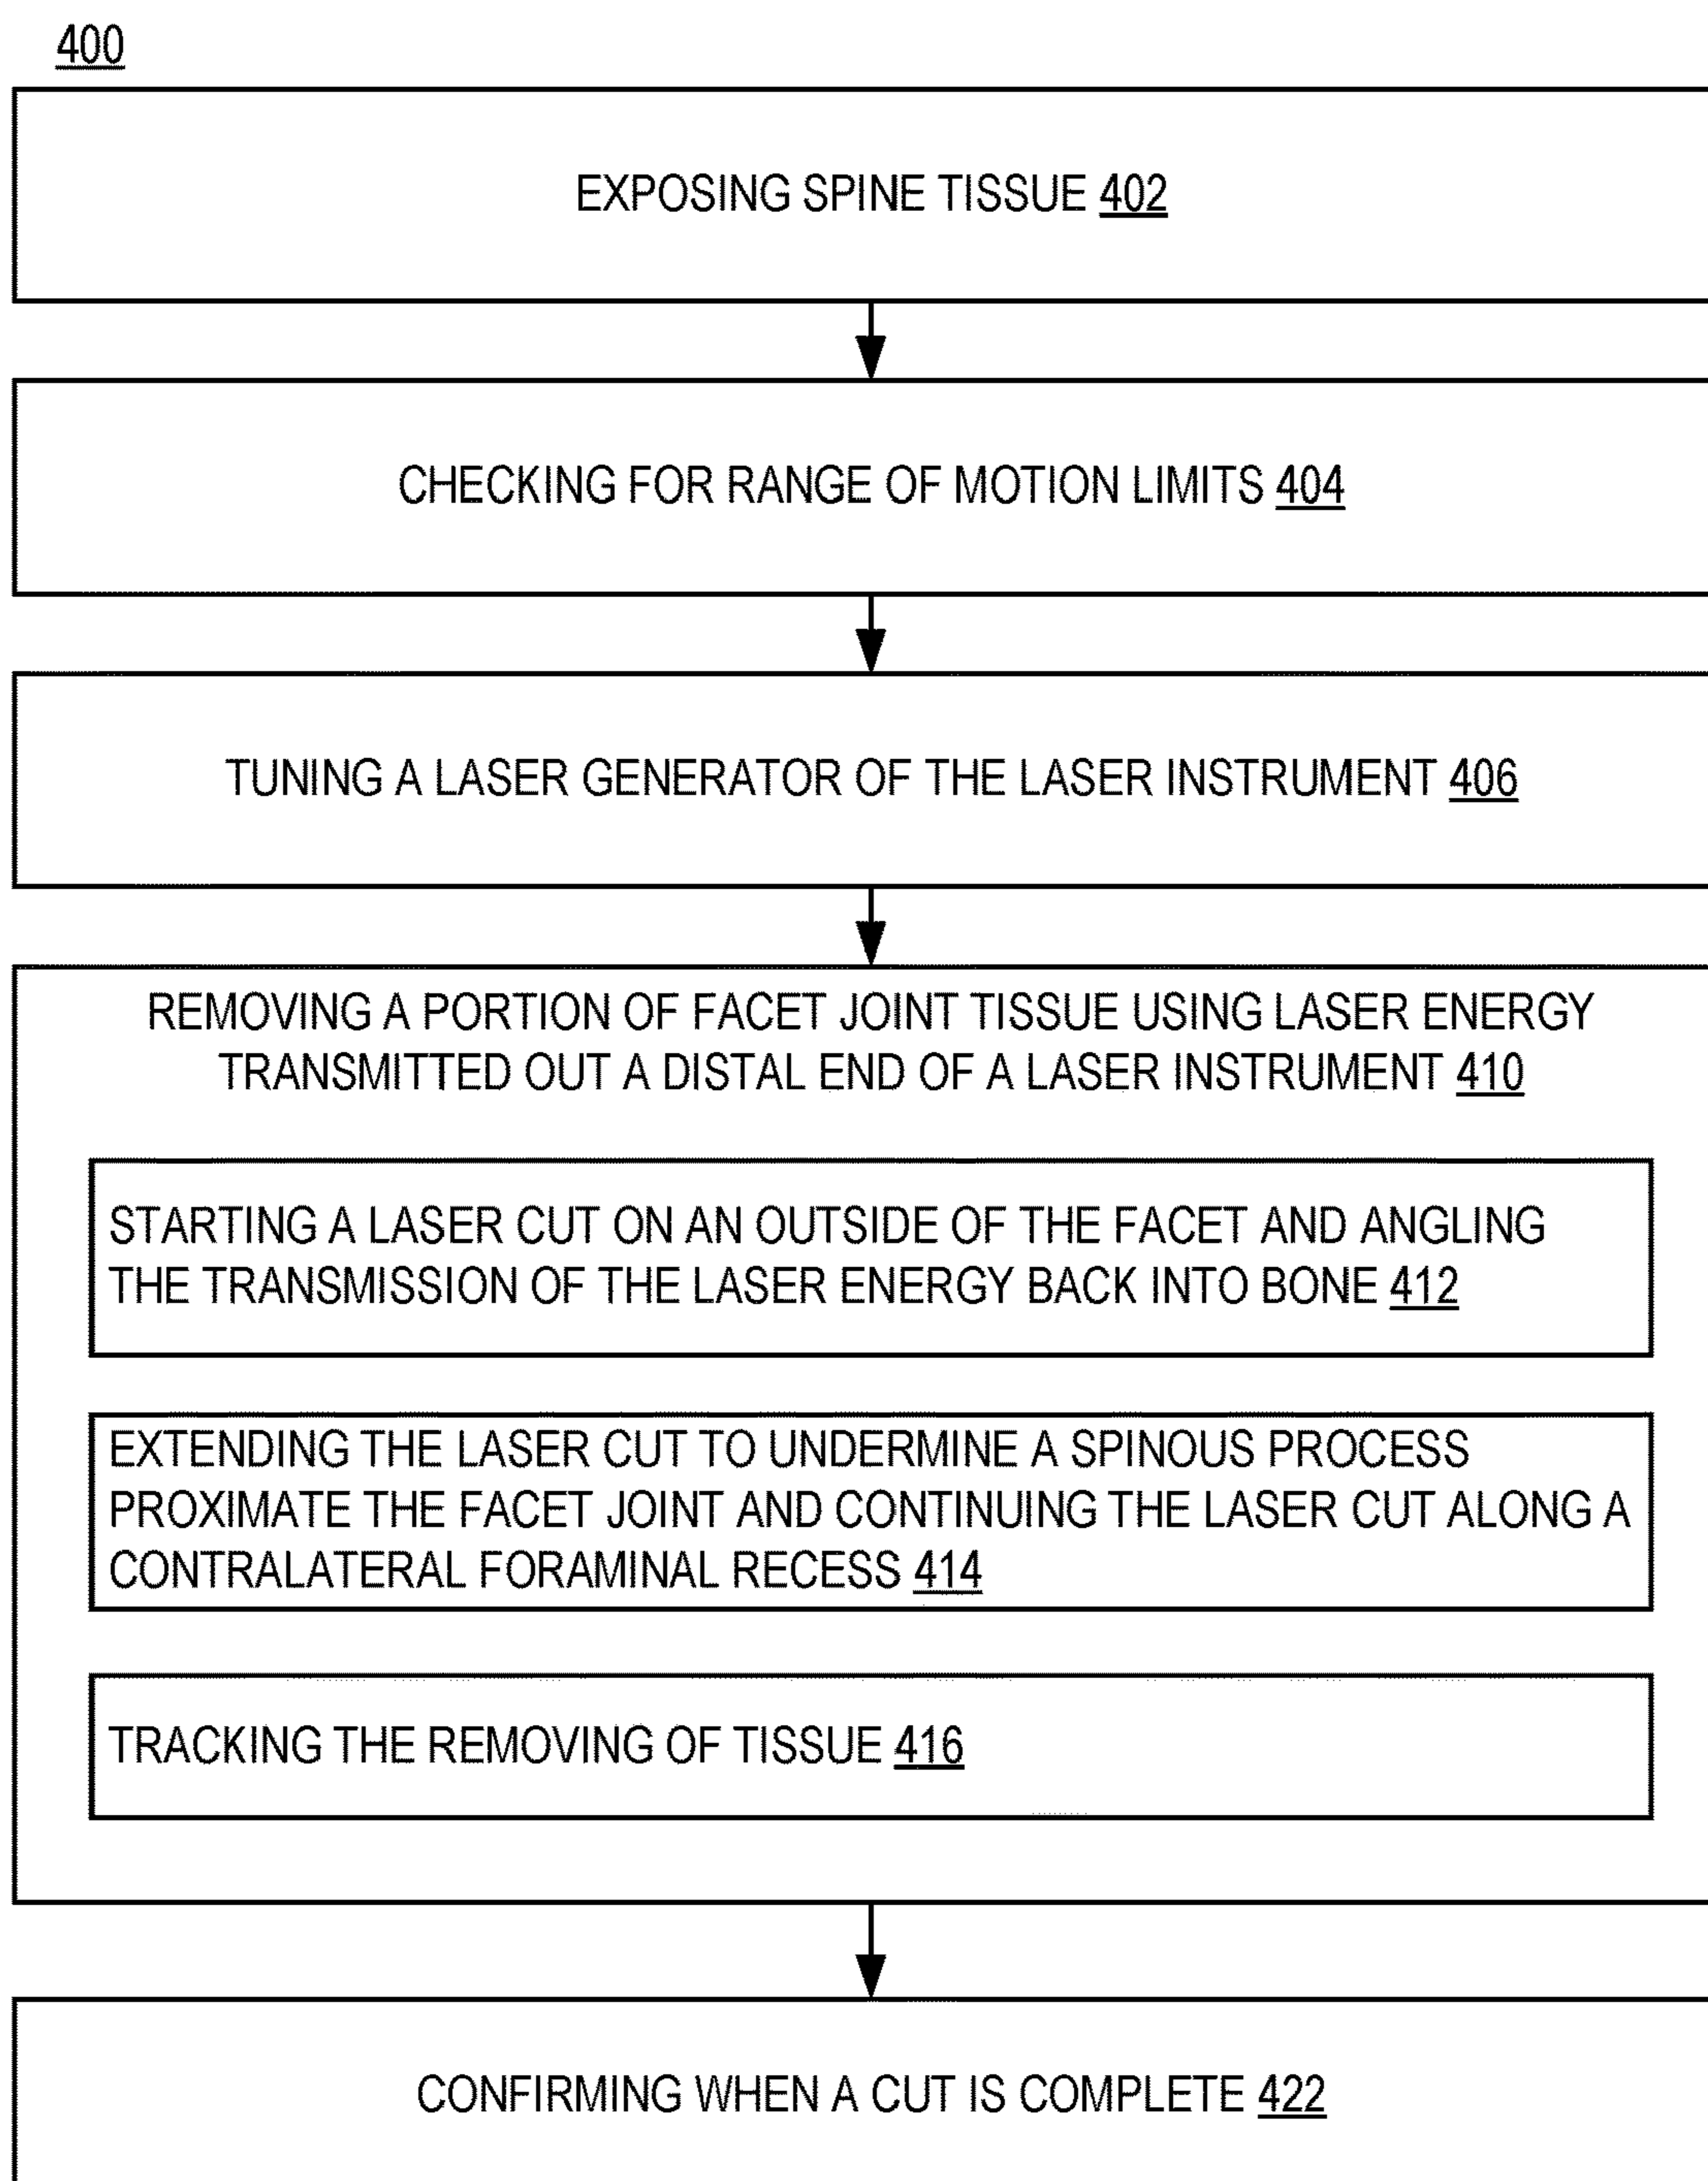 400
EXPOSING SPINE TISSUE 402
CHECKING FOR RANGE OF MOTION LIMITS 404
TUNING A LASER GENERATOR OF THE LASER INSTRUMENT 406
REMOVING A PORTION OF FACET JOINT TISSUE USING LASER ENERGY
TRANSMITTED OUT A DISTAL END OF A LASER INSTRUMENT 410
STARTING A LASER CUT ON AN OUTSIDE OF THE FACET AND ANGLING
THE TRANSMISSION OF THE LASER ENERGY BACK INTO BONE 412
EXTENDING THE LASER CUT TO UNDERMINE A SPINOUS PROCESS
PROXIMATE THE FACET JOINT AND CONTINUING THE LASER CUT ALONG A
CONTRALATERAL FORAMINAL RECESS 414
TRACKING THE REMOVING OF TISSUE 416
CONFIRMING WHEN A CUT IS COMPLETE 422